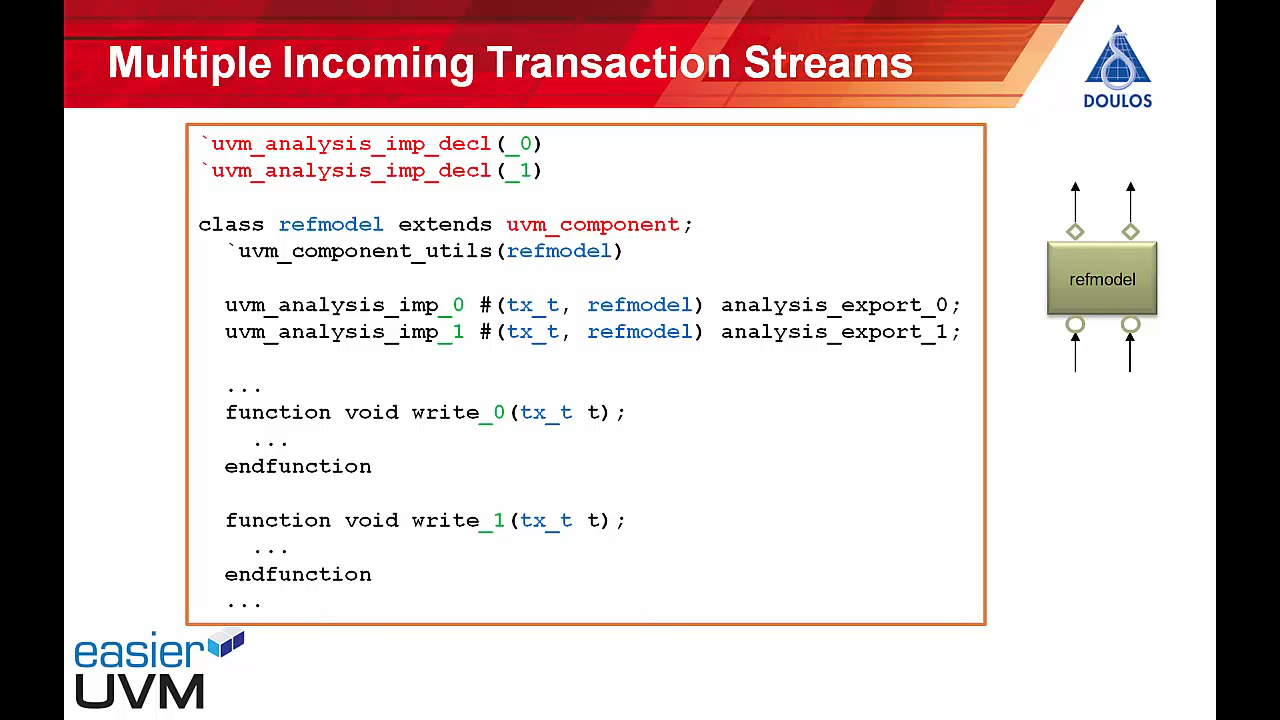 Multiple Incoming Transaction Streams
DOULOS
`uvm_analysis_imp_decl(_0)
`uvm_analysis_imp_decl(_1)
class refmodel extends uvm_component;
`uvm_component_utils(refmodel)
uvm_analysis_imp_0 #(tx_t, refmodel) analysis_export_0;
uvm_analysis_imp_1 #(tx_t, refmodel) analysis_export_1;
...
function void write_0(tx_t t);
...
endfunction
function void write_1(tx_t t);
...
endfunction
...
refmodel
easier
UVM